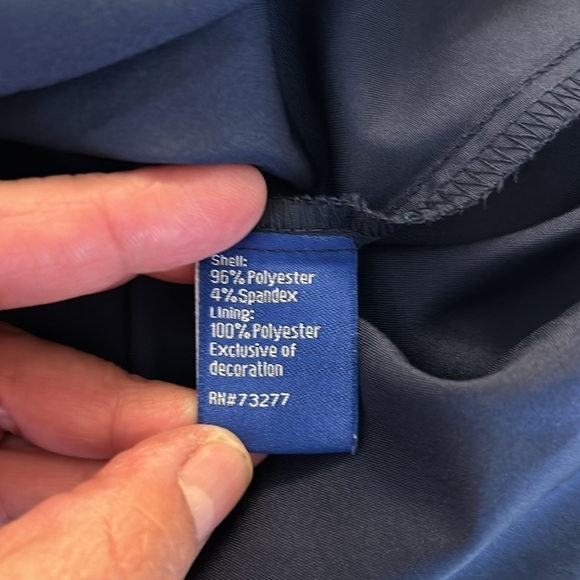 Shell:
96% Polyester
4% Spandex
Lining:
100% Polyester
Exclusive of
decoration
RN#73277